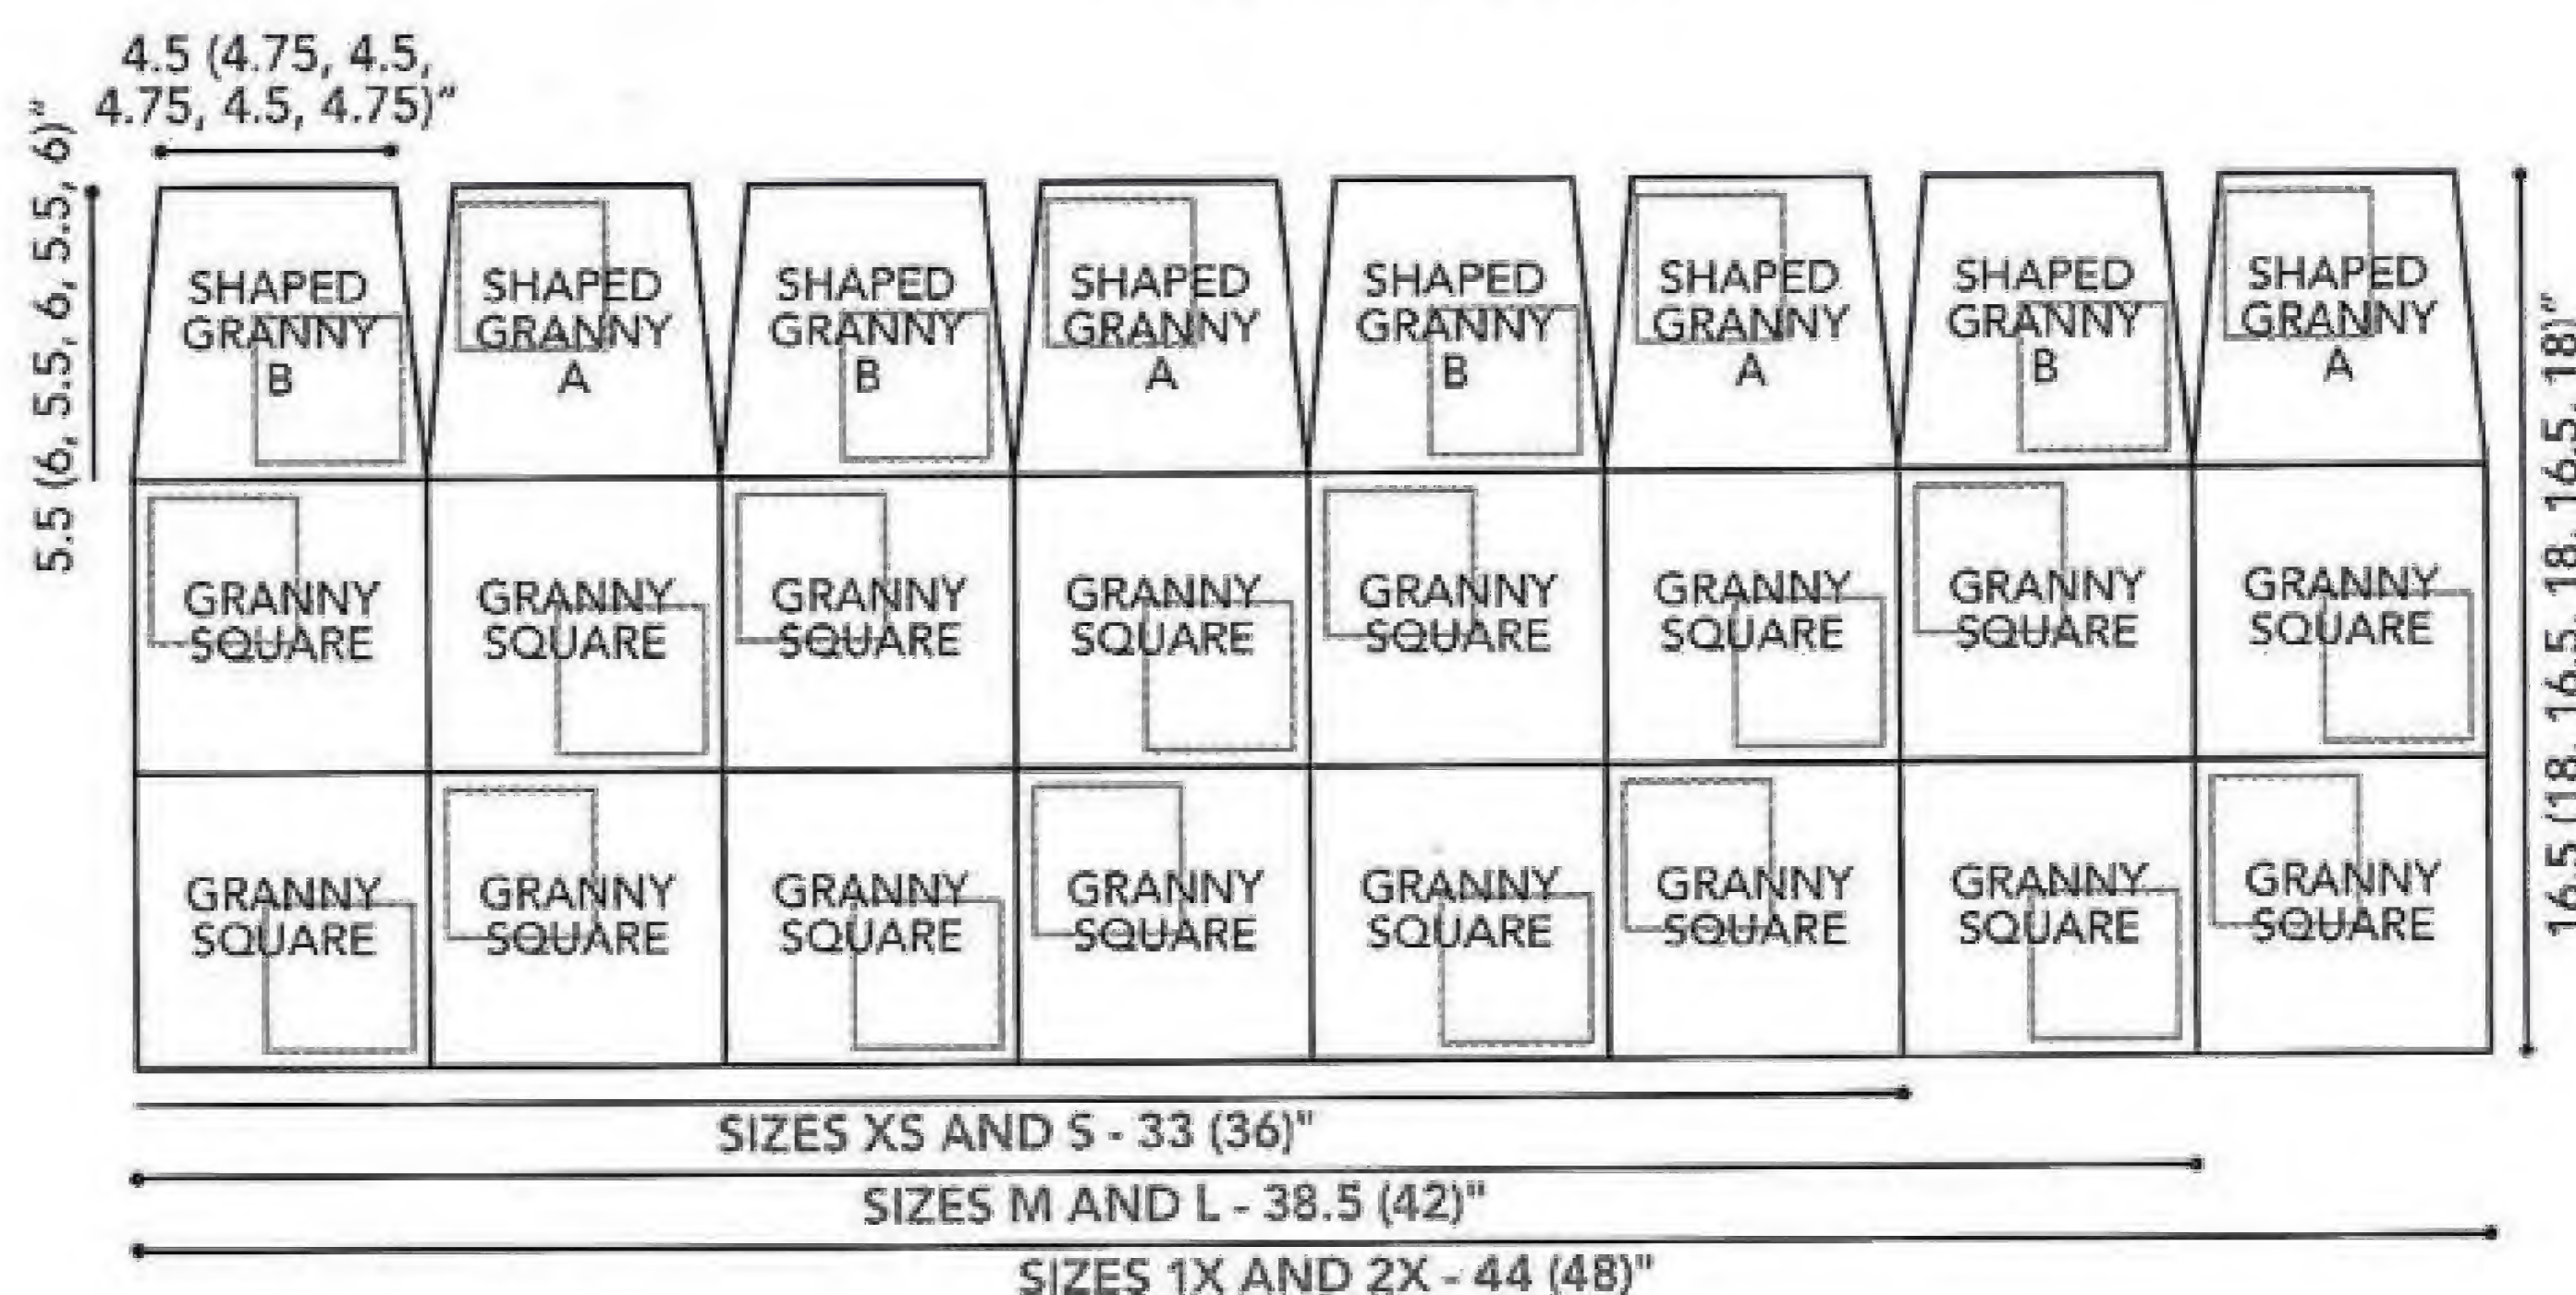 4.5 (4.75, 4.5,
4.75, 4.5, 4.75)"
5.5 (6, 5.5, 6, 5.5, 6)"
SHAPED
GRANNY
B
SHAPED
GRANNY
A
SHAPED
GRANNY
B
SHAPED
GRANNY
A
SHAPED
GRANNY
B
SHAPED
GRANNY
A
SHAPED
GRANNY
B
SHAPED
GRANNY
A
16.5 (18, 16.5, 18, 16.5, 18)"
GRANNY
SQUARE
GRANNY
SQUARE
GRANNY
SQUARE
GRANNY
SQUARE
GRANNY
SQUARE
GRANNY
SQUARE
GRANNY
SQUARE
GRANNY
SQUARE
GRANNY
SQUARE
GRANNY
SQUARE
GRANNY
SQUARE
GRANNY
SQUARE
GRANNY
SQUARE
GRANNY
SQUARE
GRANNY
SQUARE
GRANNY
SQUARE
SIZES XS AND S - 33 (36)"
SIZES M AND L - 38.5 (42)"
SIZES 1X AND 2X - 44 (48)"